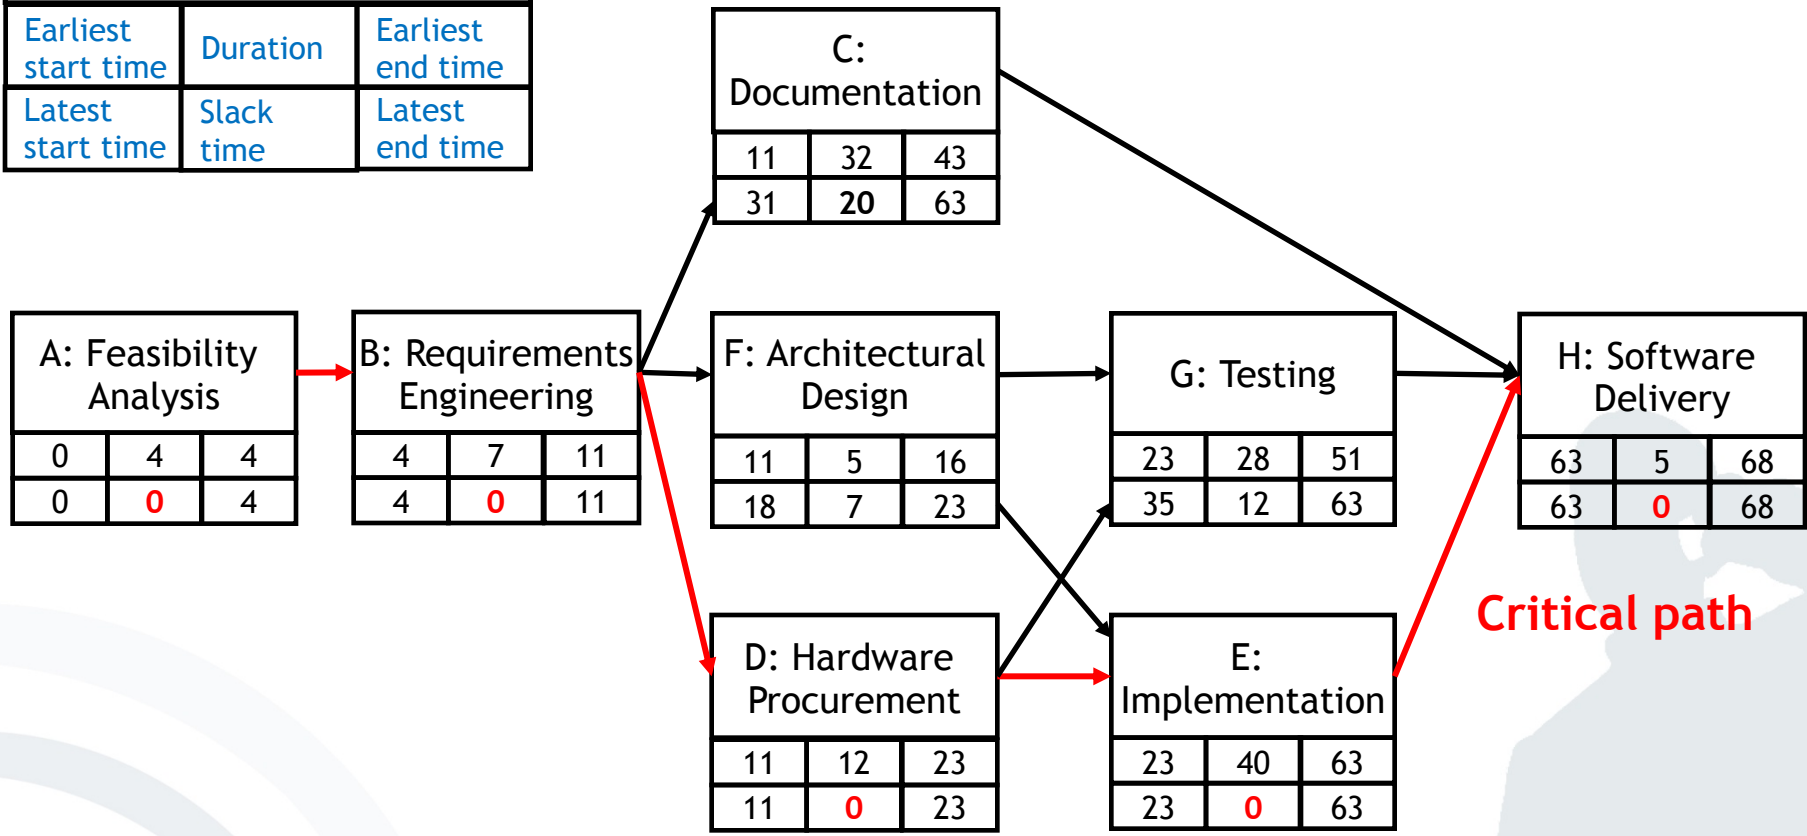 Earliest start time
Duration
Earliest end time
Latest start time
Slack time
Latest end time
C:
Documentation
11 32 43
31 20 63
A: Feasibility
Analysis
0 4 4
0 0 4
B: Requirements
Engineering
4 7 11
4 0 11
F: Architectural
Design
11 5 16
18 7 23
G: Testing
23 28 51
35 12 63
H: Software
Delivery
63 5 68
63 0 68
D: Hardware
Procurement
11 12 23
11 0 23
E:
Implementation
23 40 63
23 0 63
Critical path